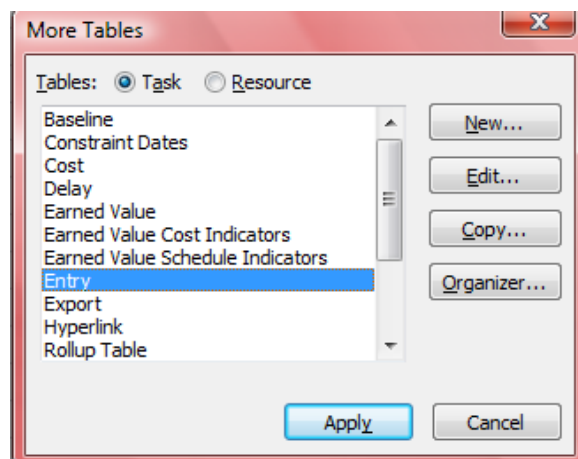 More Tables
Tables: Task Resource
Baseline
Constraint Dates
Cost
Delay
Earned Value
Earned Value Cost Indicators
Earned Value Schedule Indicators
Entry
Export
Hyperlink
Rollup Table
New...
Edit...
Copy...
Organizer...
Apply
Cancel